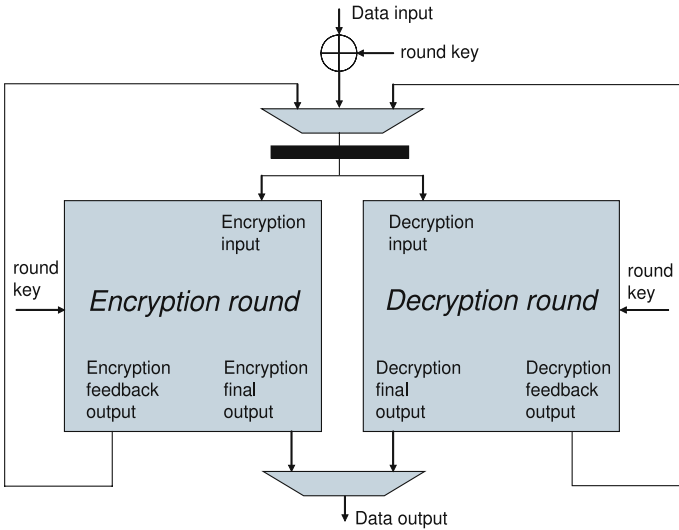 Data input
round key
Encryption
input
Decryption
input
round
key
Encryption round
Decryption round
round
key
Encryption
feedback
output
Encryption
final
output
Decryption
final
output
Decryption
feedback
output
Data output